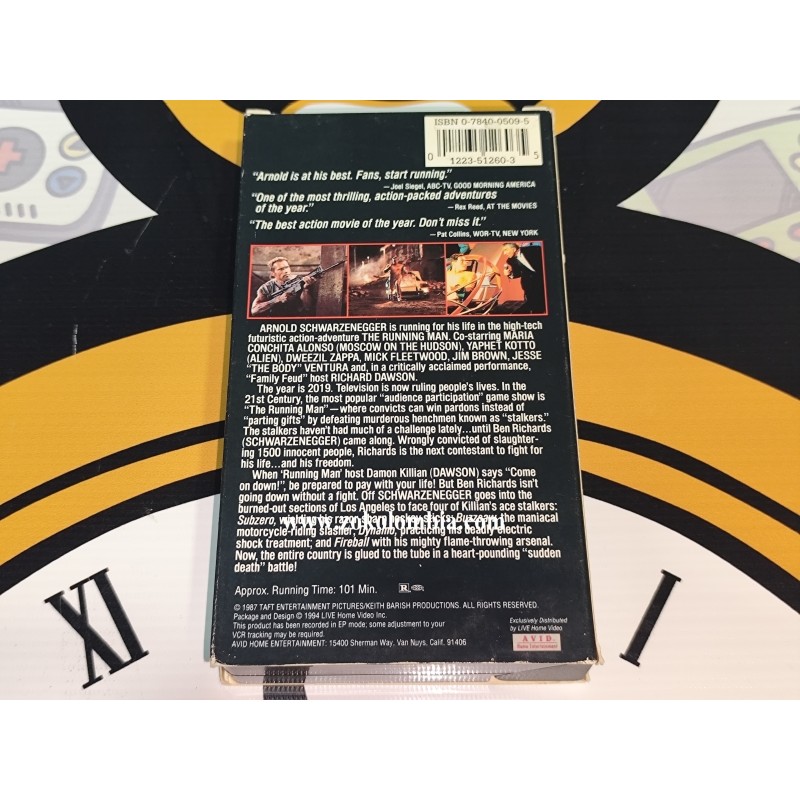 ISBN 0-7840-0509-5
0 1223-51260-3 5
"Arnold is at his best. Fans, start running."
— Joel Siegel, ABC-TV, GOOD MORNING AMERICA
"One of the most thrilling, action-packed adventures
of the year."
— Rex Reed, AT THE MOVIES
"The best action movie of the year. Don't miss it."
— Pat Collins, WOR-TV, NEW YORK
ARNOLD SCHWARZENEGGER is running for his life in the high-tech
futuristic action-adventure THE RUNNING MAN. Co-starring MARIA
CONCHITA ALONSO (MOSCOW ON THE HUDSON), YAPHET KOTTO
(ALIEN), DWEEZIL ZAPPA, MICK FLEETWOOD, JIM BROWN, JESSE
"THE BODY" VENTURA and, in a critically acclaimed performance,
"Family Feud" host RICHARD DAWSON.
The year is 2019. Television is now ruling people's lives. In the
21st Century, the most popular "audience participation" game show is
"The Running Man"—where convicts can win pardons instead of
"parting gifts" by defeating murderous henchmen known as "stalkers."
The stalkers haven't had much of a challenge lately...until Ben Richards
(SCHWARZENEGGER) came along. Wrongly convicted of slaughter-
ing 1500 innocent people, Richards is the next contestant to fight for
his life...and his freedom.
When 'Running Man' host Damon Killian (DAWSON) says "Come
on down!", be prepared to pay with your life! But Ben Richards isn't
going down without a fight. Off SCHWARZENEGGER goes into the
burned-out sections of Los Angeles to face four of Killian's ace stalkers:
Subzero, his razor hockey sticks; Buzzsaw, the maniacal
motorcycle-riding slasher; Dynamo, practicing his deadly electric
shock treatment; and Fireball with his mighty flame-throwing arsenal.
Now, the entire country is glued to the tube in a heart-pounding "sudden
death" battle!
Approx. Running Time: 101 Min.
R
© 1987 TAFT ENTERTAINMENT PICTURES/KEITH BARISH PRODUCTIONS. ALL RIGHTS RESERVED.
Package and Design © 1994 LIVE Home Video Inc.
This product has been recorded in EP mode; some adjustment to your
VCR tracking may be required.
AVID HOME ENTERTAINMENT: 15400 Sherman Way, Van Nuys, Calif. 91406
Exclusively Distributed
by LIVE Home Video
AVID
Home Entertainment
XI
I